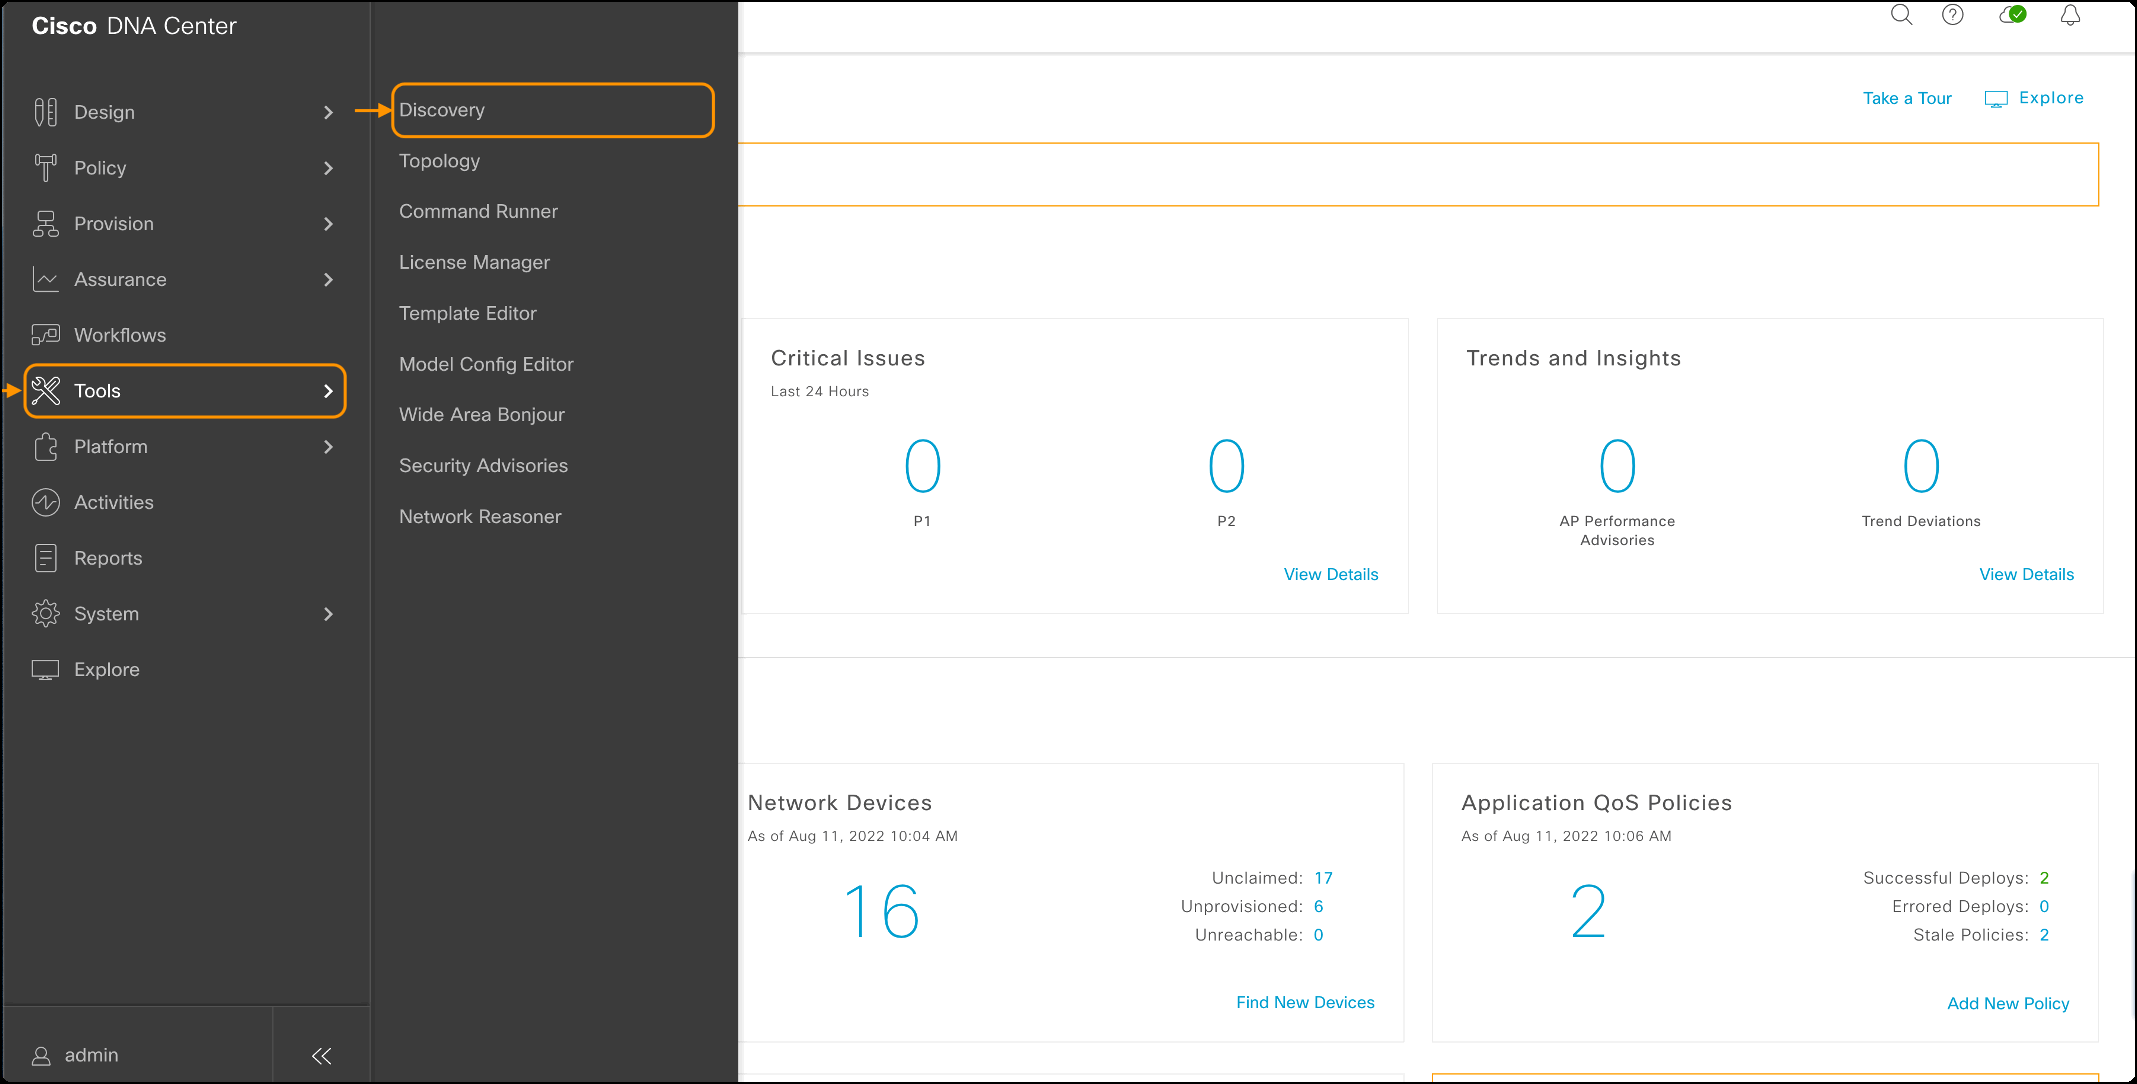 Cisco DNA Center
Design
Policy
Provision
Assurance
Workflows
Tools
Platform
Activities
Reports
System
Explore
admin
Discovery
Topology
Command Runner
License Manager
Template Editor
Model Config Editor
Wide Area Bonjour
Security Advisories
Network Reasoner
Take a Tour
Explore
Critical Issues
Last 24 Hours
0
P1
0
P2
View Details
Trends and Insights
0
AP Performance
Advisories
0
Trend Deviations
View Details
Network Devices
As of Aug 11, 2022 10:04 AM
16
Unclaimed: 17
Unprovisioned: 6
Unreachable: 0
Find New Devices
Application QoS Policies
As of Aug 11, 2022 10:06 AM
2
Successful Deploys: 2
Errored Deploys: 0
Stale Policies: 2
Add New Policy